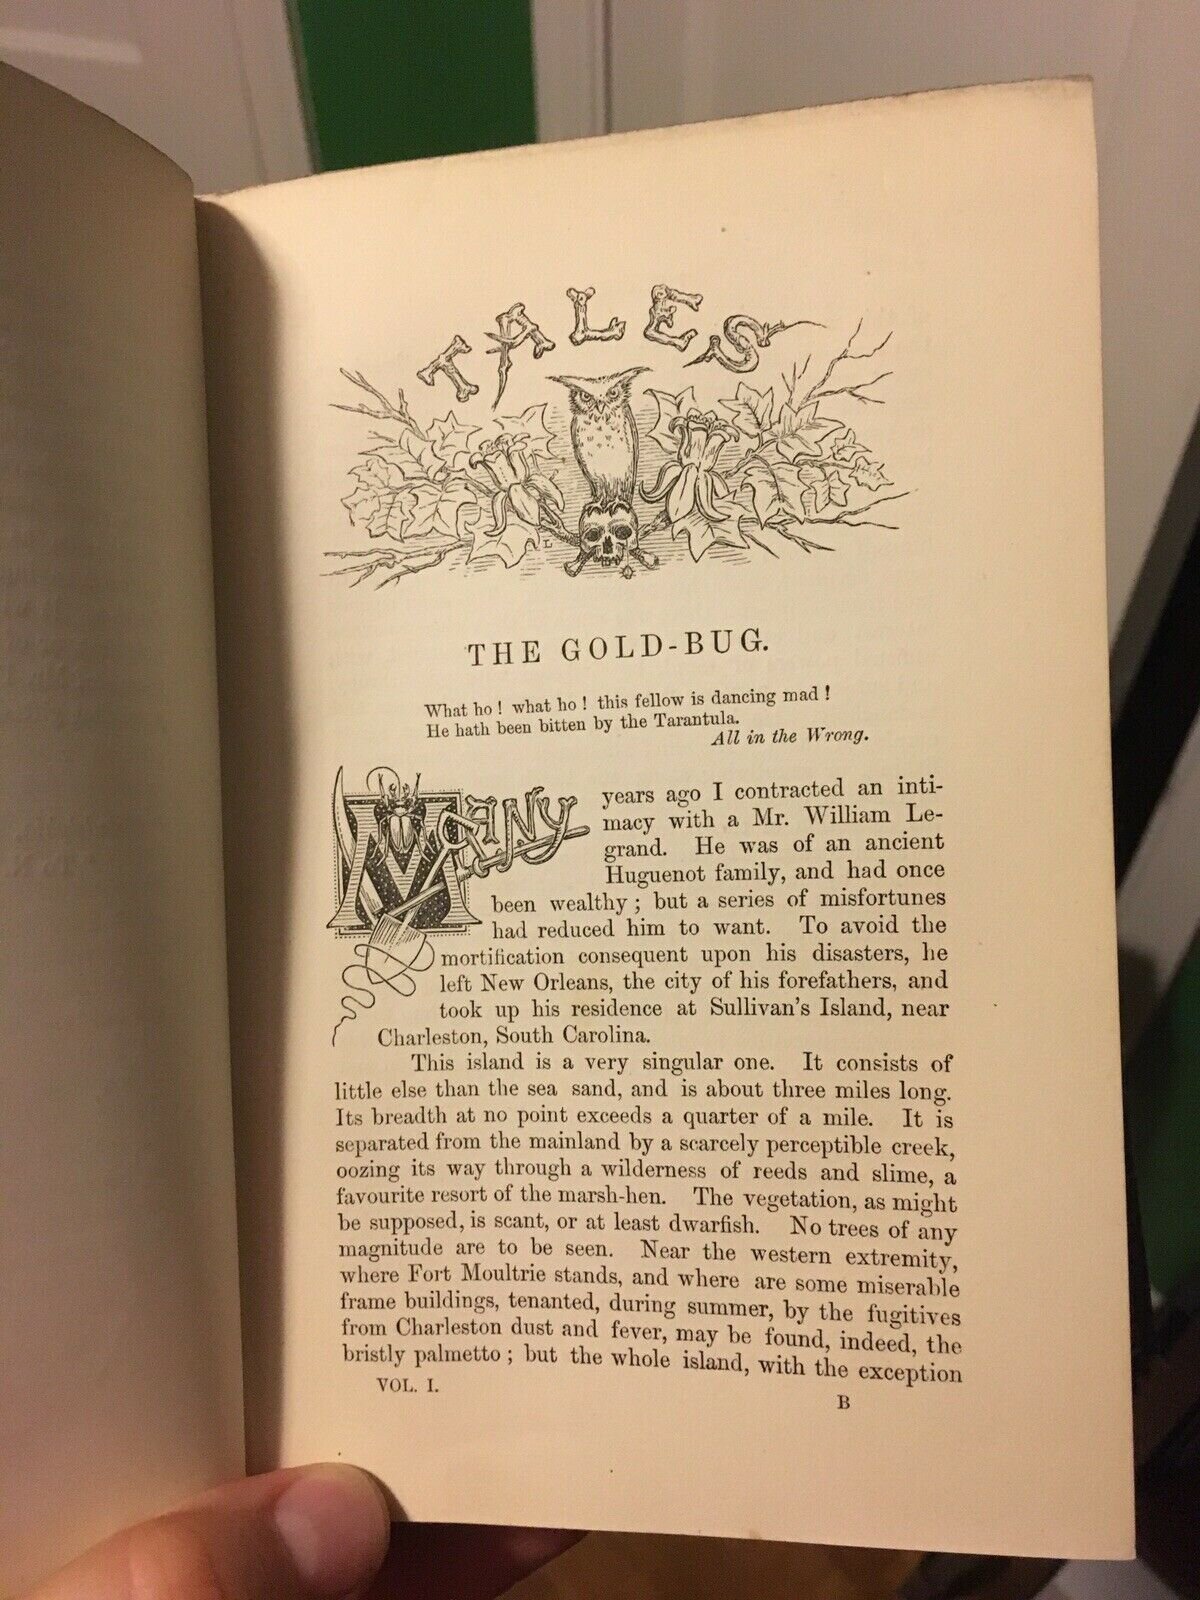 TALES
L
THE GOLD-BUG.
What ho! what ho! this fellow is dancing mad!
He hath been bitten by the Tarantula.
All in the Wrong.
MANY years ago I contracted an inti-
macy with a Mr. William Le-
grand. He was of an ancient
Huguenot family, and had once
been wealthy; but a series of misfortunes
had reduced him to want. To avoid the
mortification consequent upon his disasters, he
left New Orleans, the city of his forefathers, and
took up his residence at Sullivan's Island, near
Charleston, South Carolina.
This island is a very singular one. It consists of
little else than the sea sand, and is about three miles long.
Its breadth at no point exceeds a quarter of a mile. It is
separated from the mainland by a scarcely perceptible creek,
oozing its way through a wilderness of reeds and slime, a
favourite resort of the marsh-hen. The vegetation, as might
be supposed, is scant, or at least dwarfish. No trees of any
magnitude are to be seen. Near the western extremity,
where Fort Moultrie stands, and where are some miserable
frame buildings, tenanted, during summer, by the fugitives
from Charleston dust and fever, may be found, indeed, the
bristly palmetto; but the whole island, with the exception
VOL. I.
B